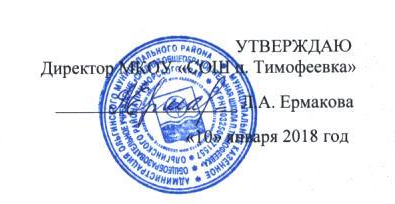 УТВЕРЖДАЮ
Директор МКОУ «СОШ п. Тимофеевка»
Л.А. Ермакова
«10» января 2018 год